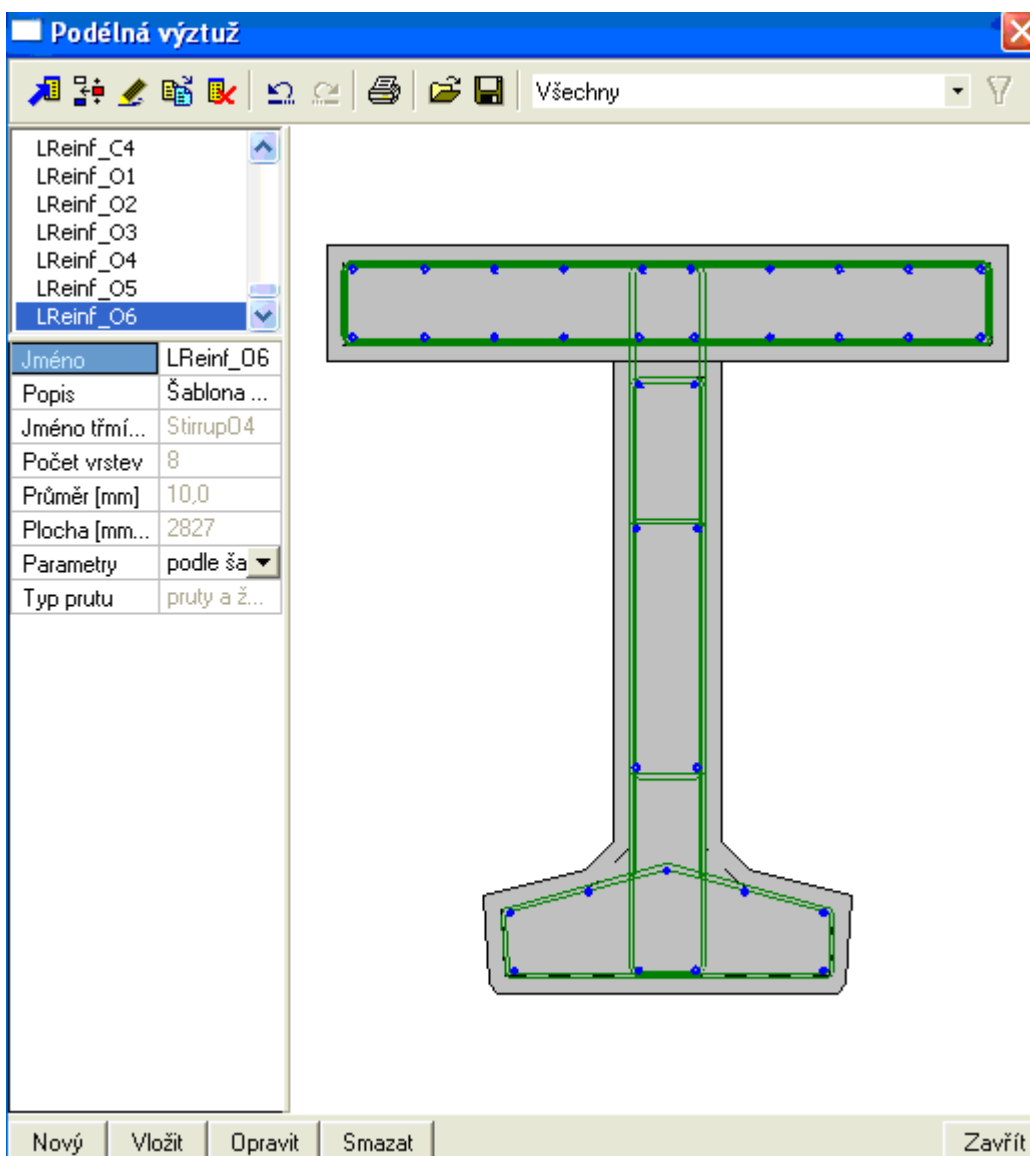 Podélná výztuž
Všechny
LReinf_C4
LReinf_O1
LReinf_O2
LReinf_O3
LReinf_O4
LReinf_O5
LReinf_O6
Jméno LReinf_O6
Popis Šablona ...
Jméno třmí... StirrupO4
Počet vrstev 8
Průměr [mm] 10,0
Plocha [mm... 2827
Parametry podle ša
Typ prutu pruty a ž...
Nový Vložit Opravit Smazat Zavřít